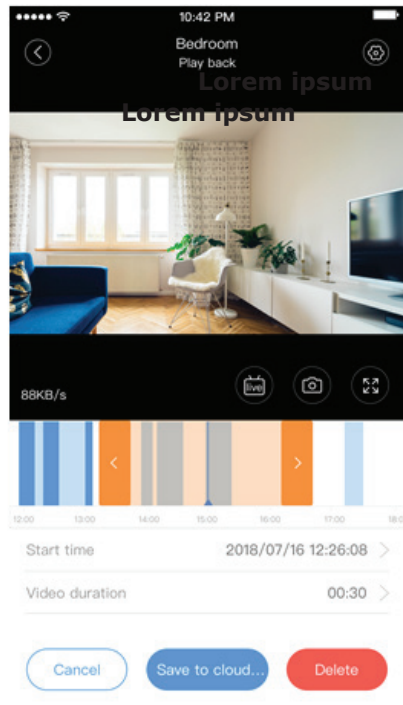 10:42 PM
Bedroom
Play back
Lorem ipsum
Lorem ipsum
88KB/s
live
12:00 13:00 14:00 15:00 16:00 17:00 18:0
Start time 2018/07/16 12:26:08
Video duration 00:30
Cancel Save to cloud... Delete